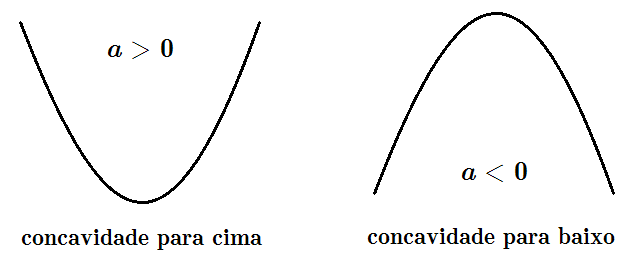 a > 0
a < 0
concavidade para cima
concavidade para baixo